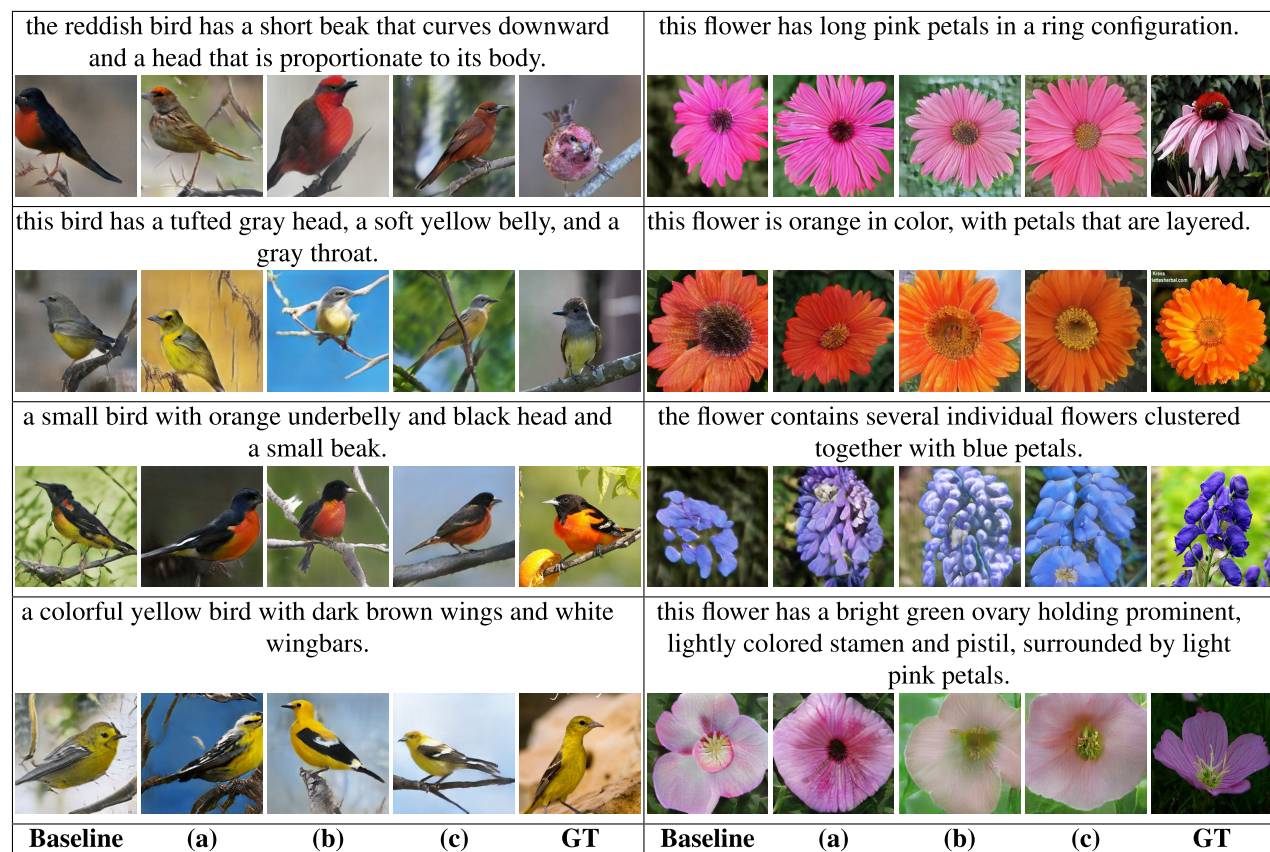 the reddish bird has a short beak that curves downward
and a head that is proportionate to its body.
this flower has long pink petals in a ring configuration.
this bird has a tufted gray head, a soft yellow belly, and a
gray throat.
this flower is orange in color, with petals that are layered.
Kress
a small bird with orange underbelly and black head and
a small beak.
the flower contains several individual flowers clustered
together with blue petals.
a colorful yellow bird with dark brown wings and white
wingbars.
this flower has a bright green ovary holding prominent,
lightly colored stamen and pistil, surrounded by light
pink petals.
Baseline (a) (b) (c) GT Baseline (a) (b) (c) GT